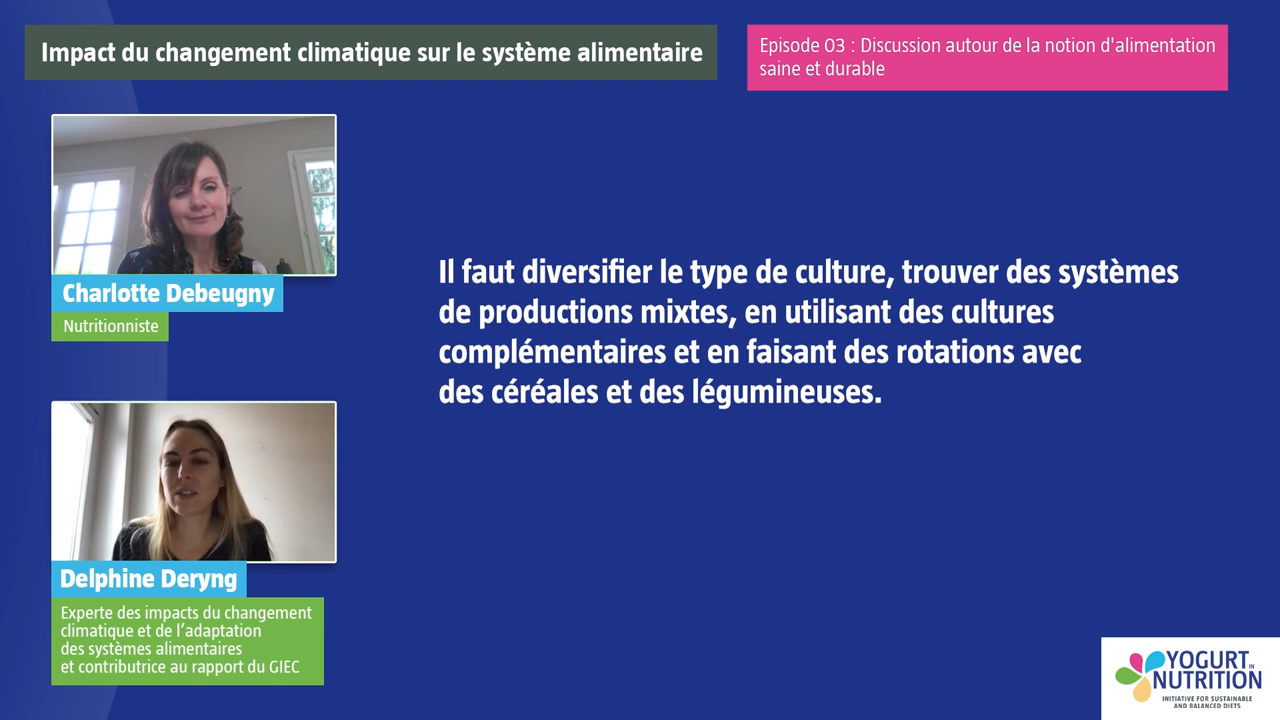 Impact du changement climatique sur le système alimentaire
Episode 03 : Discussion autour de la notion d'alimentation
saine et durable
Charlotte Debeugny
Nutritionniste
Il faut diversifier le type de culture, trouver des systèmes
de productions mixtes, en utilisant des cultures
complémentaires et en faisant des rotations avec
des céréales et des légumineuses.
Delphine Deryng
Experte des impacts du changement
climatique et de l’adaptation
des systèmes alimentaires
et contributrice au rapport du GIEC
YOGURT IN
NUTRITION
INITIATIVE FOR SUSTAINABLE
AND BALANCED DIETS